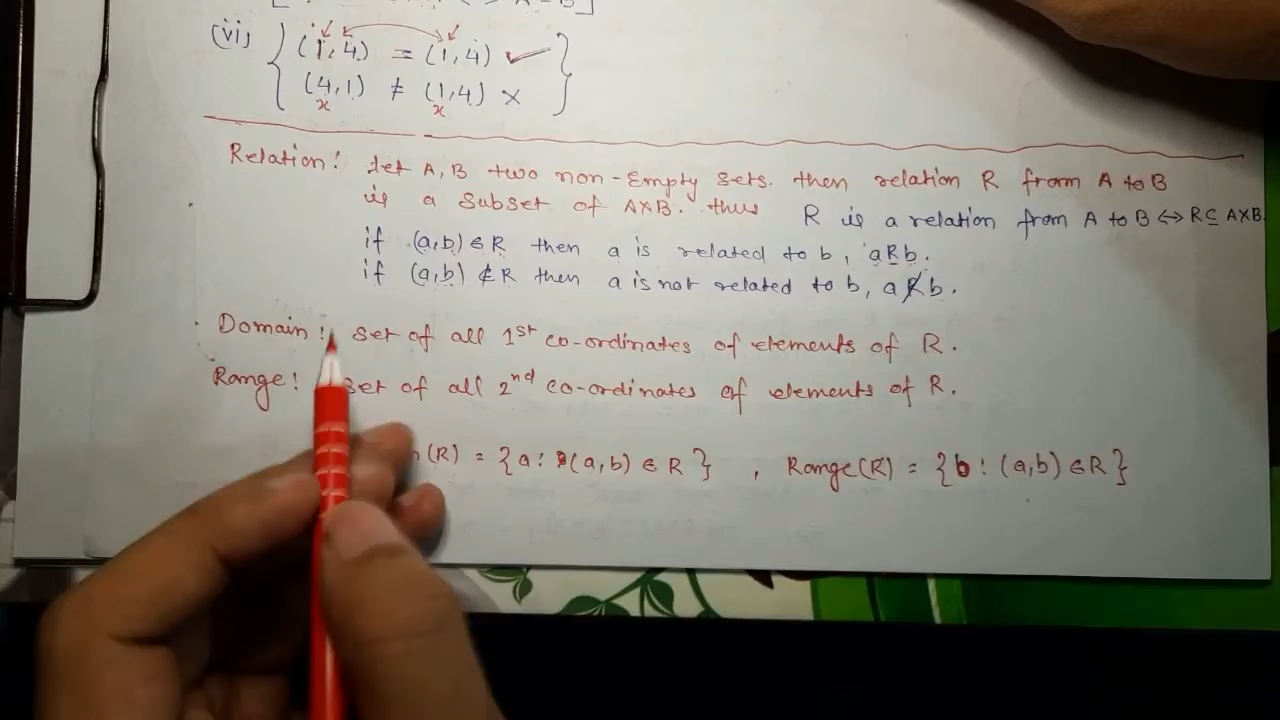 (vi) { (1,4) = (1,4) ✓
(4,1) ≠ (1,4) × }
x x
Relation: Let A, B two non-Empty sets. then relation R from A to B
is a subset of A×B. thus R is a relation from A to B ⇔ R ⊆ A×B
if (a,b) ∈ R then a is related to b, aRb.
if (a,b) ∉ R then a is not related to b, a R̸ b.
Domain: set of all 1st co-ordinates of elements of R.
Range: set of all 2nd co-ordinates of elements of R.
(R) = {a : (a,b) ∈ R} , Range(R) = {b : (a,b) ∈ R}